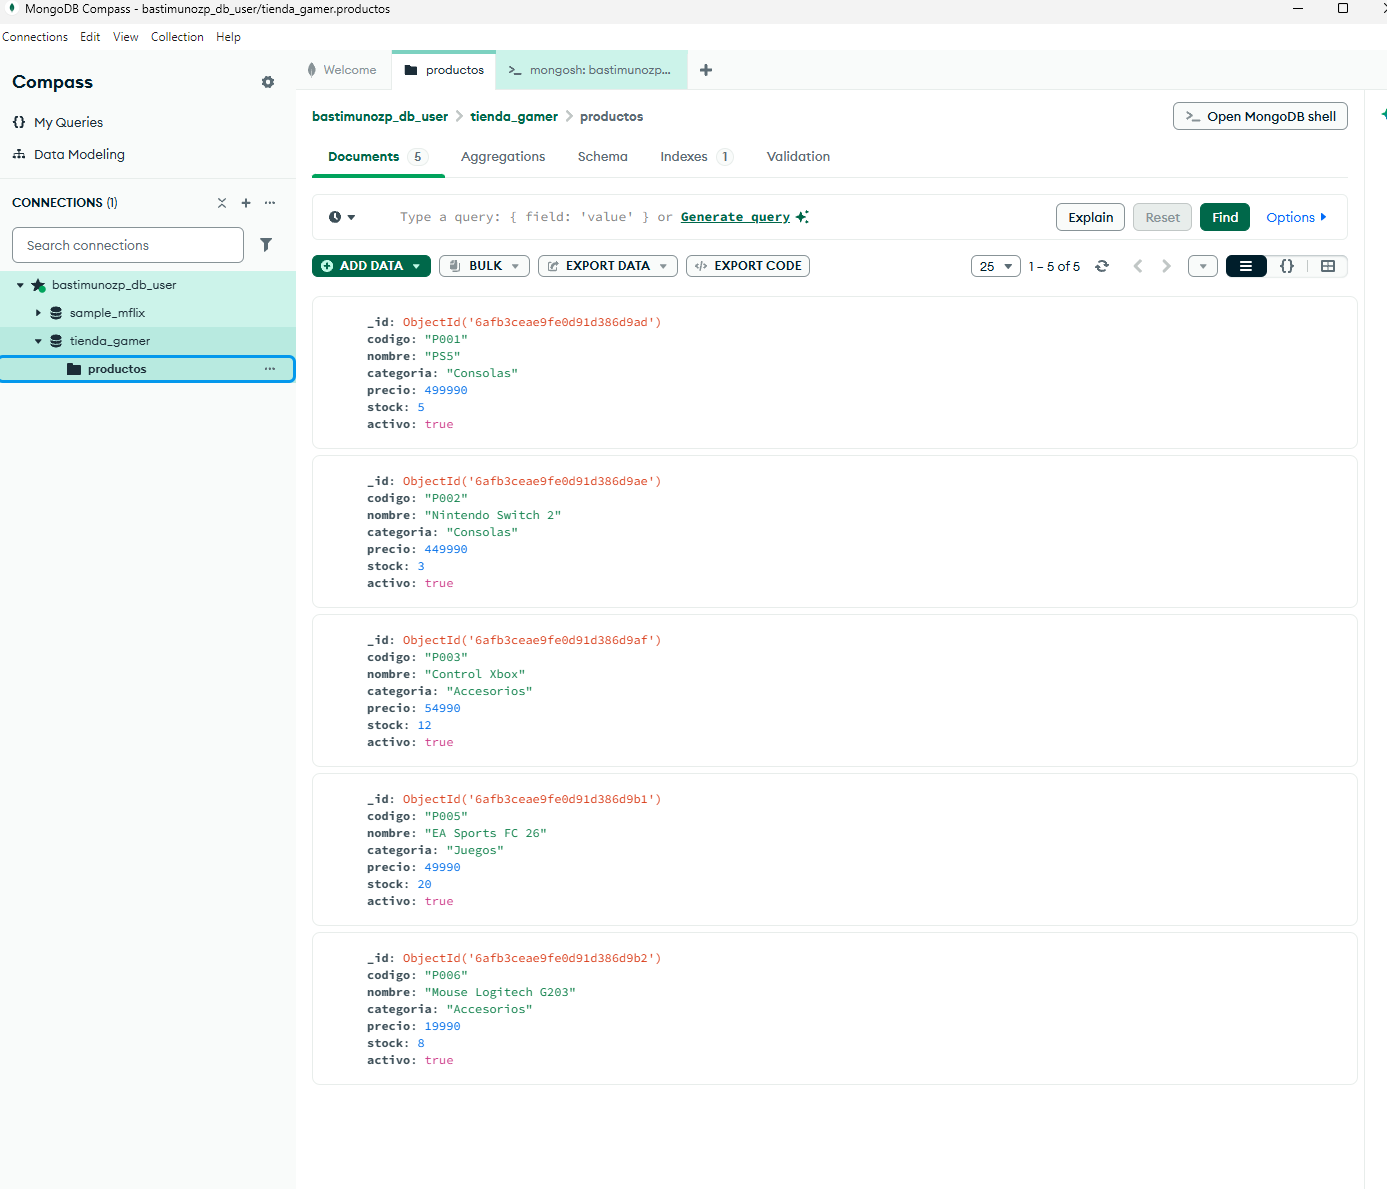 MongoDB Compass - bastimunozp_db_user/tienda_gamer.productos
Connections Edit View Collection Help
Compass
My Queries
Data Modeling
CONNECTIONS (1)
Search connections
bastimunozp_db_user
sample_mflix
tienda_gamer
productos
Welcome
productos
mongosh: bastimunozp...
bastimunozp_db_user > tienda_gamer > productos
Open MongoDB shell
Documents 5 Aggregations Schema Indexes 1 Validation
Type a query: { field: 'value' } or Generate query
Explain Reset Find Options
ADD DATA BULK EXPORT DATA EXPORT CODE
25 1 – 5 of 5
_id: ObjectId('6afb3ceae9fe0d91d386d9ad')
codigo: "P001"
nombre: "PS5"
categoria: "Consolas"
precio: 499990
stock: 5
activo: true
_id: ObjectId('6afb3ceae9fe0d91d386d9ae')
codigo: "P002"
nombre: "Nintendo Switch 2"
categoria: "Consolas"
precio: 449990
stock: 3
activo: true
_id: ObjectId('6afb3ceae9fe0d91d386d9af')
codigo: "P003"
nombre: "Control Xbox"
categoria: "Accesorios"
precio: 54990
stock: 12
activo: true
_id: ObjectId('6afb3ceae9fe0d91d386d9b1')
codigo: "P005"
nombre: "EA Sports FC 26"
categoria: "Juegos"
precio: 49990
stock: 20
activo: true
_id: ObjectId('6afb3ceae9fe0d91d386d9b2')
codigo: "P006"
nombre: "Mouse Logitech G203"
categoria: "Accesorios"
precio: 19990
stock: 8
activo: true